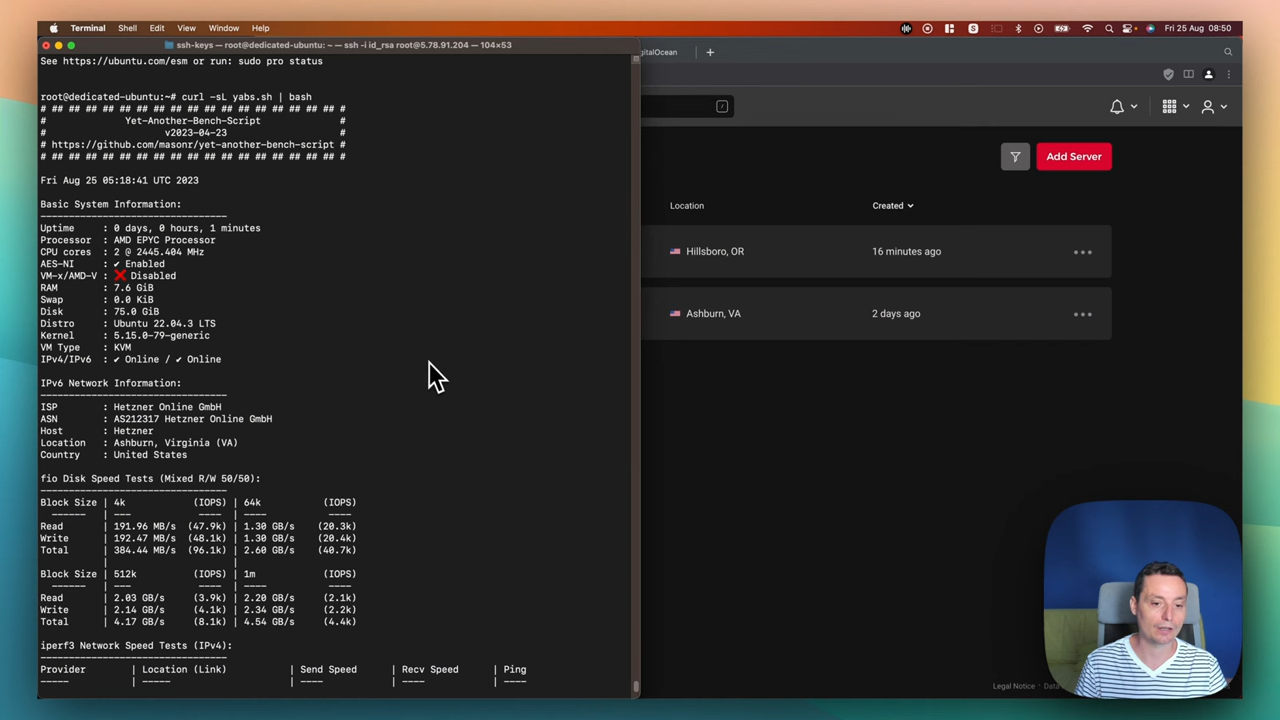 Terminal Shell Edit View Window Help
Fri 25 Aug 08:50
ssh-keys — root@dedicated-ubuntu: ~ — ssh -i id_rsa root@5.78.91.204 — 104×53
See https://ubuntu.com/esm or run: sudo pro status
root@dedicated-ubuntu:~# curl -sL yabs.sh | bash
# ## ## ## ## ## ## ## ## ## ## ## ## ## ## ## ## ## #
# Yet-Another-Bench-Script #
# v2023-04-23 #
# https://github.com/masonr/yet-another-bench-script #
# ## ## ## ## ## ## ## ## ## ## ## ## ## ## ## ## ## #
Fri Aug 25 05:18:41 UTC 2023
Basic System Information:
---------------------------------
Uptime : 0 days, 0 hours, 1 minutes
Processor : AMD EPYC Processor
CPU cores : 2 @ 2445.404 MHz
AES-NI : ✔ Enabled
VM-x/AMD-V : ❌ Disabled
RAM : 7.6 GiB
Swap : 0.0 KiB
Disk : 75.0 GiB
Distro : Ubuntu 22.04.3 LTS
Kernel : 5.15.0-79-generic
VM Type : KVM
IPv4/IPv6 : ✔ Online / ✔ Online
IPv6 Network Information:
---------------------------------
ISP : Hetzner Online GmbH
ASN : AS212317 Hetzner Online GmbH
Host : Hetzner
Location : Ashburn, Virginia (VA)
Country : United States
fio Disk Speed Tests (Mixed R/W 50/50):
---------------------------------
Block Size | 4k (IOPS) | 64k (IOPS)
------ | --- ---- | ---- ----
Read | 191.96 MB/s (47.9k) | 1.30 GB/s (20.3k)
Write | 192.47 MB/s (48.1k) | 1.30 GB/s (20.4k)
Total | 384.44 MB/s (96.1k) | 2.60 GB/s (40.7k)
| |
Block Size | 512k (IOPS) | 1m (IOPS)
------ | --- ---- | ---- ----
Read | 2.03 GB/s (3.9k) | 2.20 GB/s (2.1k)
Write | 2.14 GB/s (4.1k) | 2.34 GB/s (2.2k)
Total | 4.17 GB/s (8.1k) | 4.54 GB/s (4.4k)
iperf3 Network Speed Tests (IPv4):
---------------------------------
Provider | Location (Link) | Send Speed | Recv Speed | Ping
----- | ----- | ---- | ---- | ----
gitalOcean
Add Server
Location Created
Hillsboro, OR 16 minutes ago
Ashburn, VA 2 days ago
Legal Notice · Data